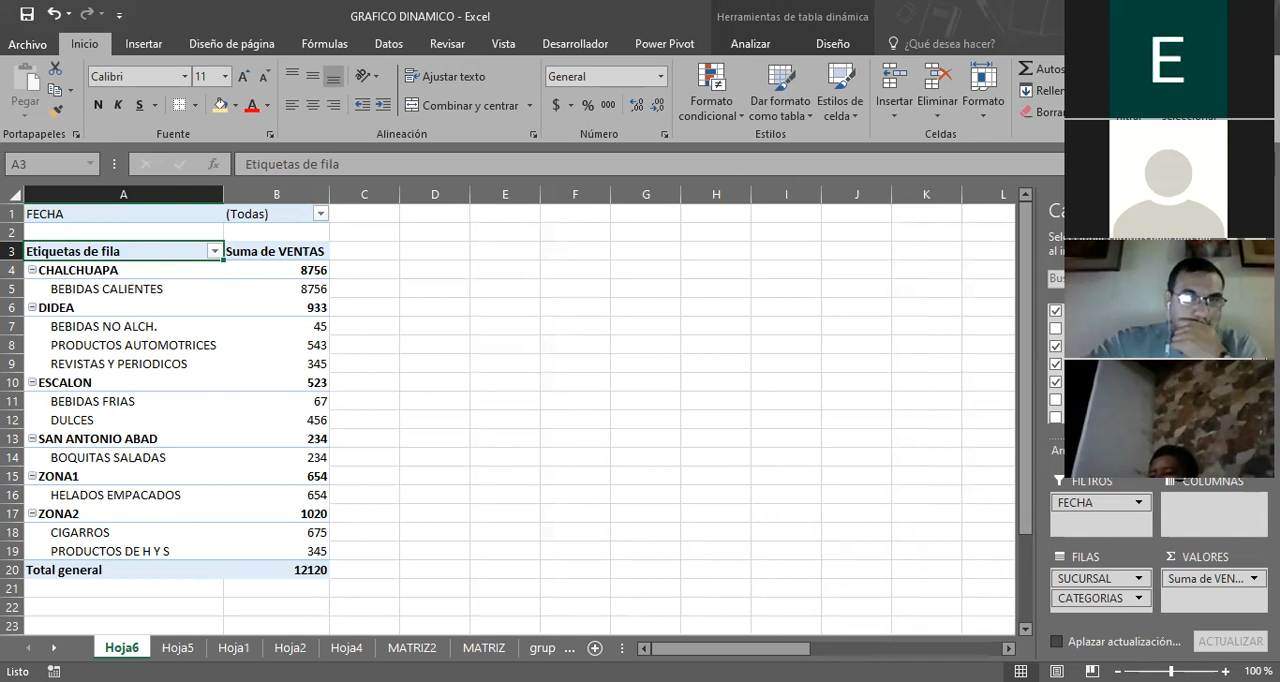 GRAFICO DINAMICO - Excel
Herramientas de tabla dinámica
Archivo Inicio Insertar Diseño de página Fórmulas Datos Revisar Vista Desarrollador Power Pivot Analizar Diseño ¿Qué desea hacer?
Pegar
Portapapeles
Calibri 11
N K S
Fuente
Ajustar texto
Combinar y centrar
Alineación
General
$ % 000
Número
Formato condicional
Dar formato como tabla
Estilos de celda
Estilos
Insertar Eliminar Formato
Celdas
Σ Autos
Rellen
Borra
A3 fx Etiquetas de fila
A B C D E F G H I J K L
1 FECHA (Todas)
2
3 Etiquetas de fila Suma de VENTAS
4 CHALCHUAPA 8756
5 BEBIDAS CALIENTES 8756
6 DIDEA 933
7 BEBIDAS NO ALCH. 45
8 PRODUCTOS AUTOMOTRICES 543
9 REVISTAS Y PERIODICOS 345
10 ESCALON 523
11 BEBIDAS FRIAS 67
12 DULCES 456
13 SAN ANTONIO ABAD 234
14 BOQUITAS SALADAS 234
15 ZONA1 654
16 HELADOS EMPACADOS 654
17 ZONA2 1020
18 CIGARROS 675
19 PRODUCTOS DE H Y S 345
20 Total general 12120
21
22
23
E
FILTROS COLUMNAS
FECHA
FILAS Σ VALORES
SUCURSAL Suma de VEN...
CATEGORIAS
Aplazar actualización... ACTUALIZAR
Hoja6 Hoja5 Hoja1 Hoja2 Hoja4 MATRIZ2 MATRIZ grup ...
Listo 100 %